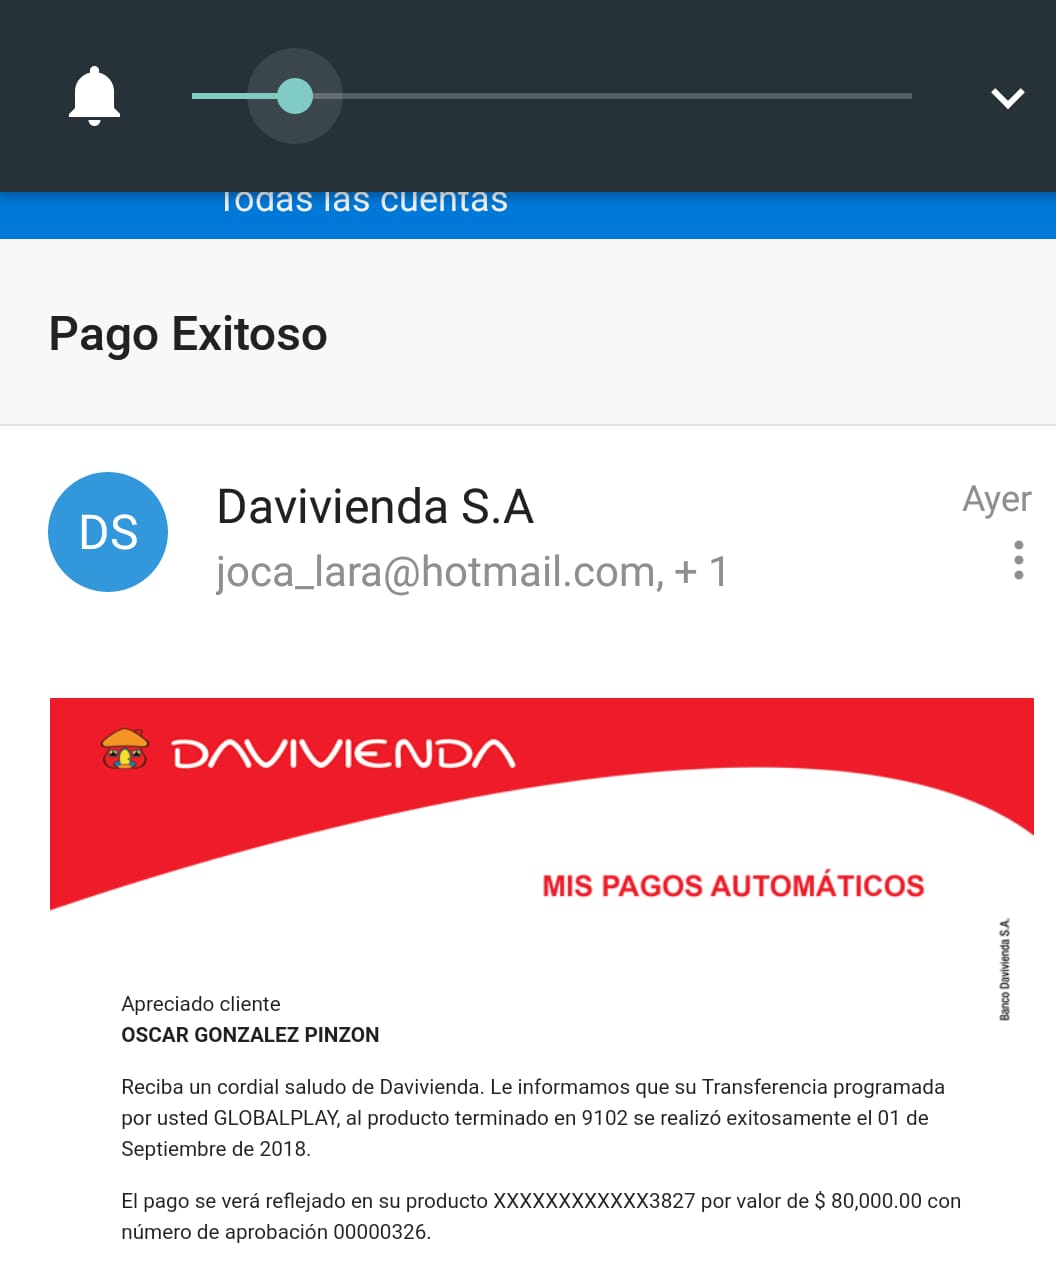 Todas las cuentas
Pago Exitoso
DS
Davivienda S.A
Ayer
joca_lara@hotmail.com, + 1
DAVIVIENDA
MIS PAGOS AUTOMÁTICOS
Banco Davivienda S.A.
Apreciado cliente
OSCAR GONZALEZ PINZON
Reciba un cordial saludo de Davivienda. Le informamos que su Transferencia programada
por usted GLOBALPLAY, al producto terminado en 9102 se realizó exitosamente el 01 de
Septiembre de 2018.
El pago se verá reflejado en su producto XXXXXXXXXXXX3827 por valor de $ 80,000.00 con
número de aprobación 00000326.